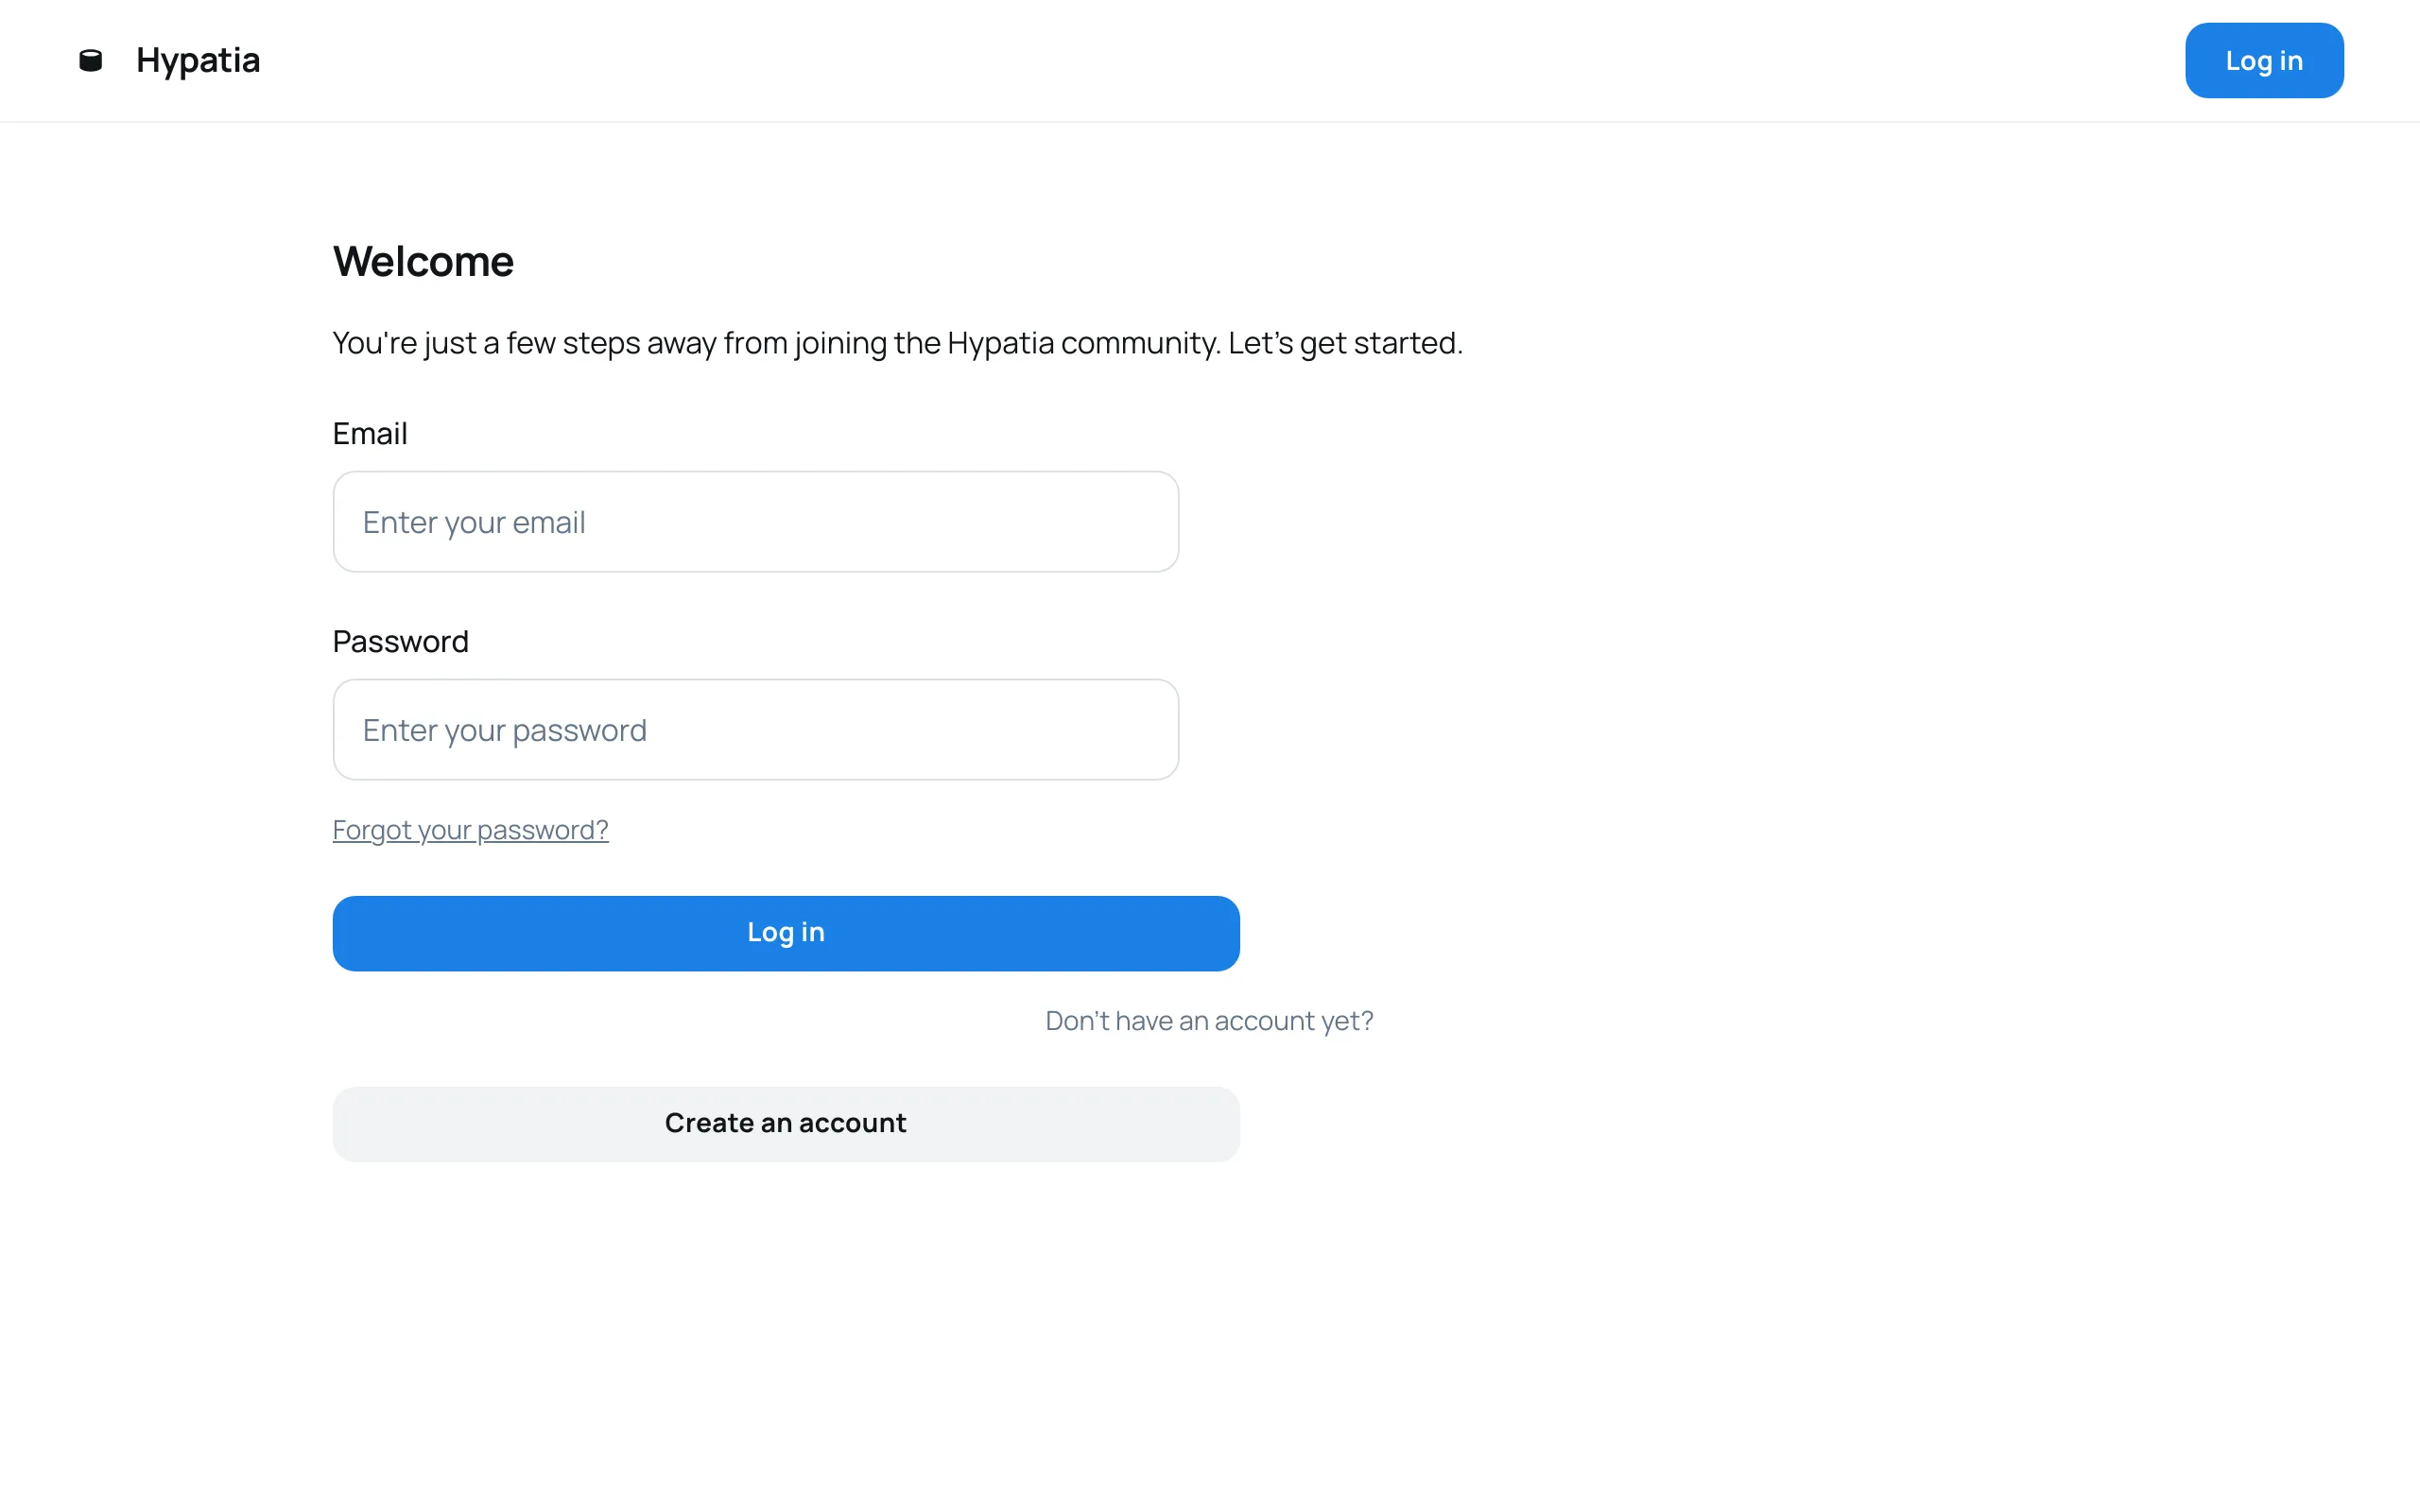 Hypatia
Log in
Welcome
You're just a few steps away from joining the Hypatia community. Let’s get started.
Email
Enter your email
Password
Enter your password
Forgot your password?
Log in
Don’t have an account yet?
Create an account